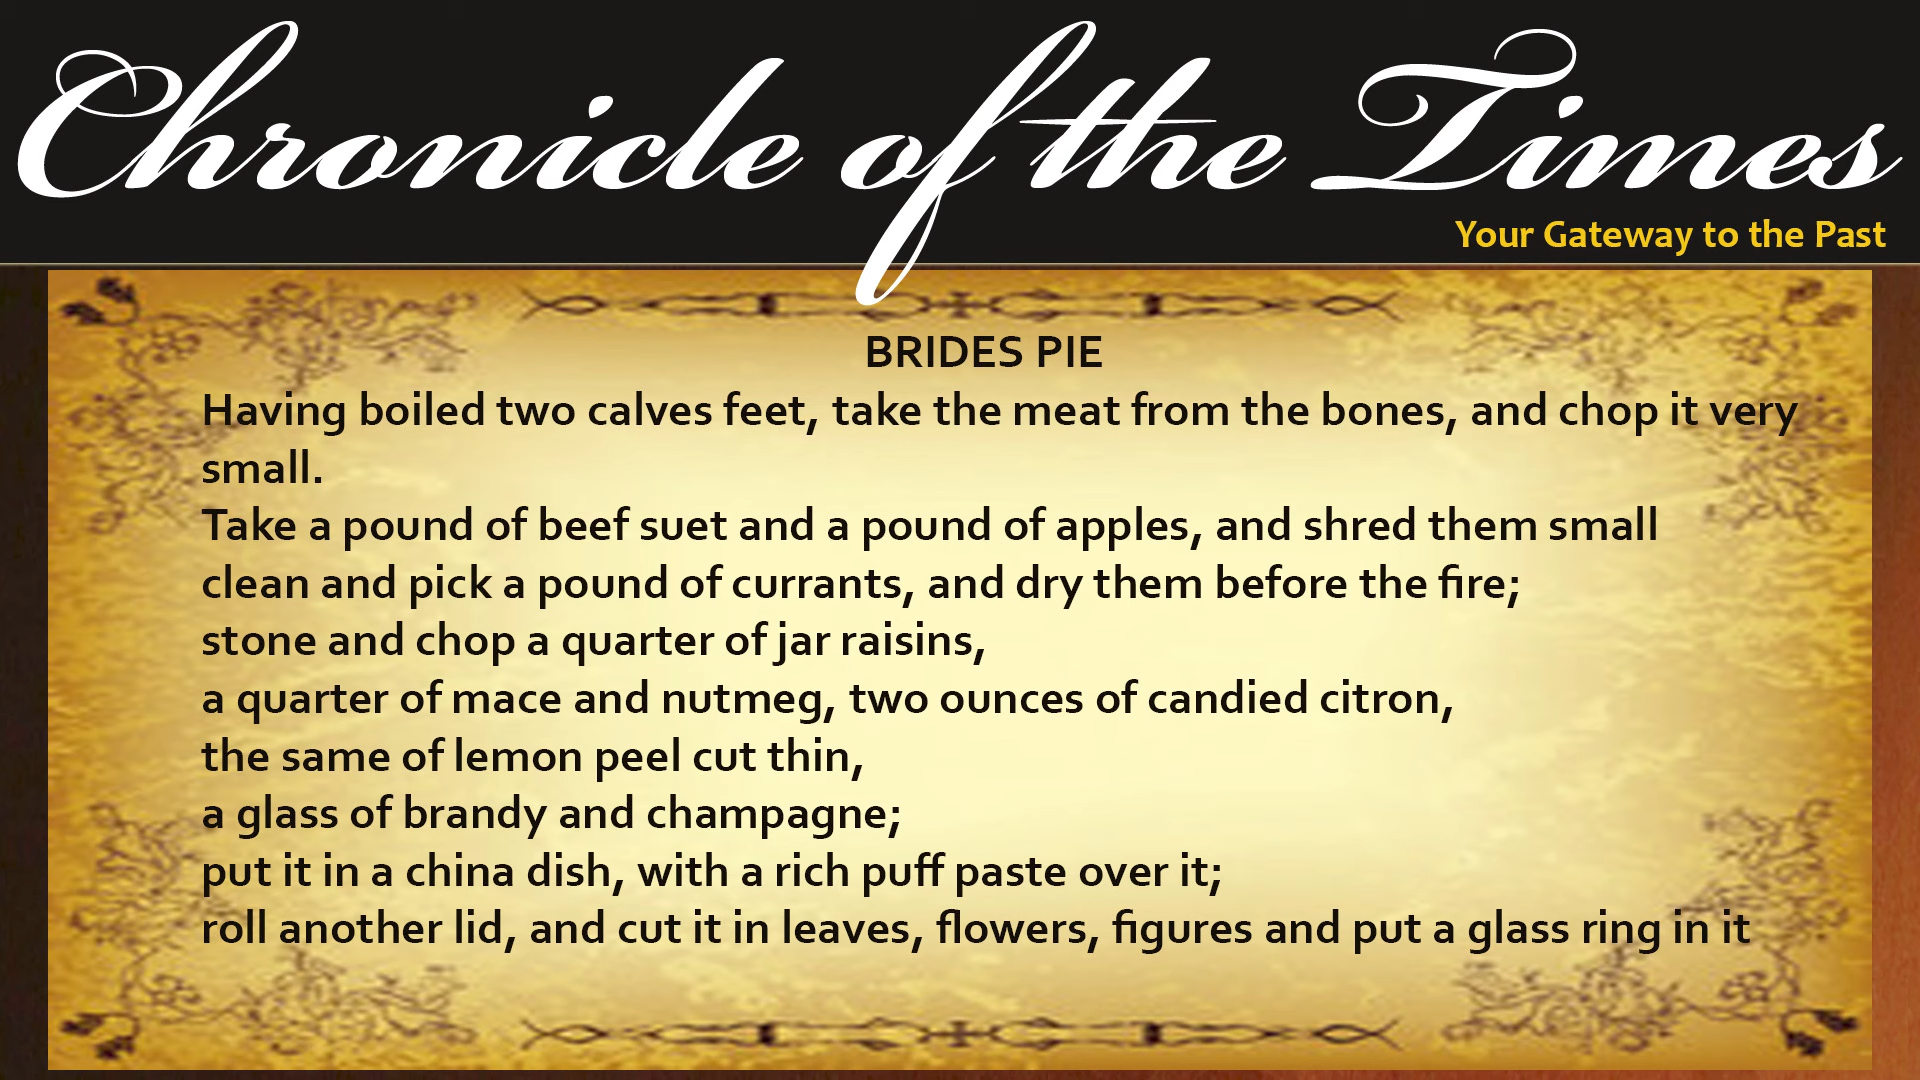 Chronicle of the Times
Your Gateway to the Past
BRIDES PIE
Having boiled two calves feet, take the meat from the bones, and chop it very
small.
Take a pound of beef suet and a pound of apples, and shred them small
clean and pick a pound of currants, and dry them before the fire;
stone and chop a quarter of jar raisins,
a quarter of mace and nutmeg, two ounces of candied citron,
the same of lemon peel cut thin,
a glass of brandy and champagne;
put it in a china dish, with a rich puff paste over it;
roll another lid, and cut it in leaves, flowers, figures and put a glass ring in it